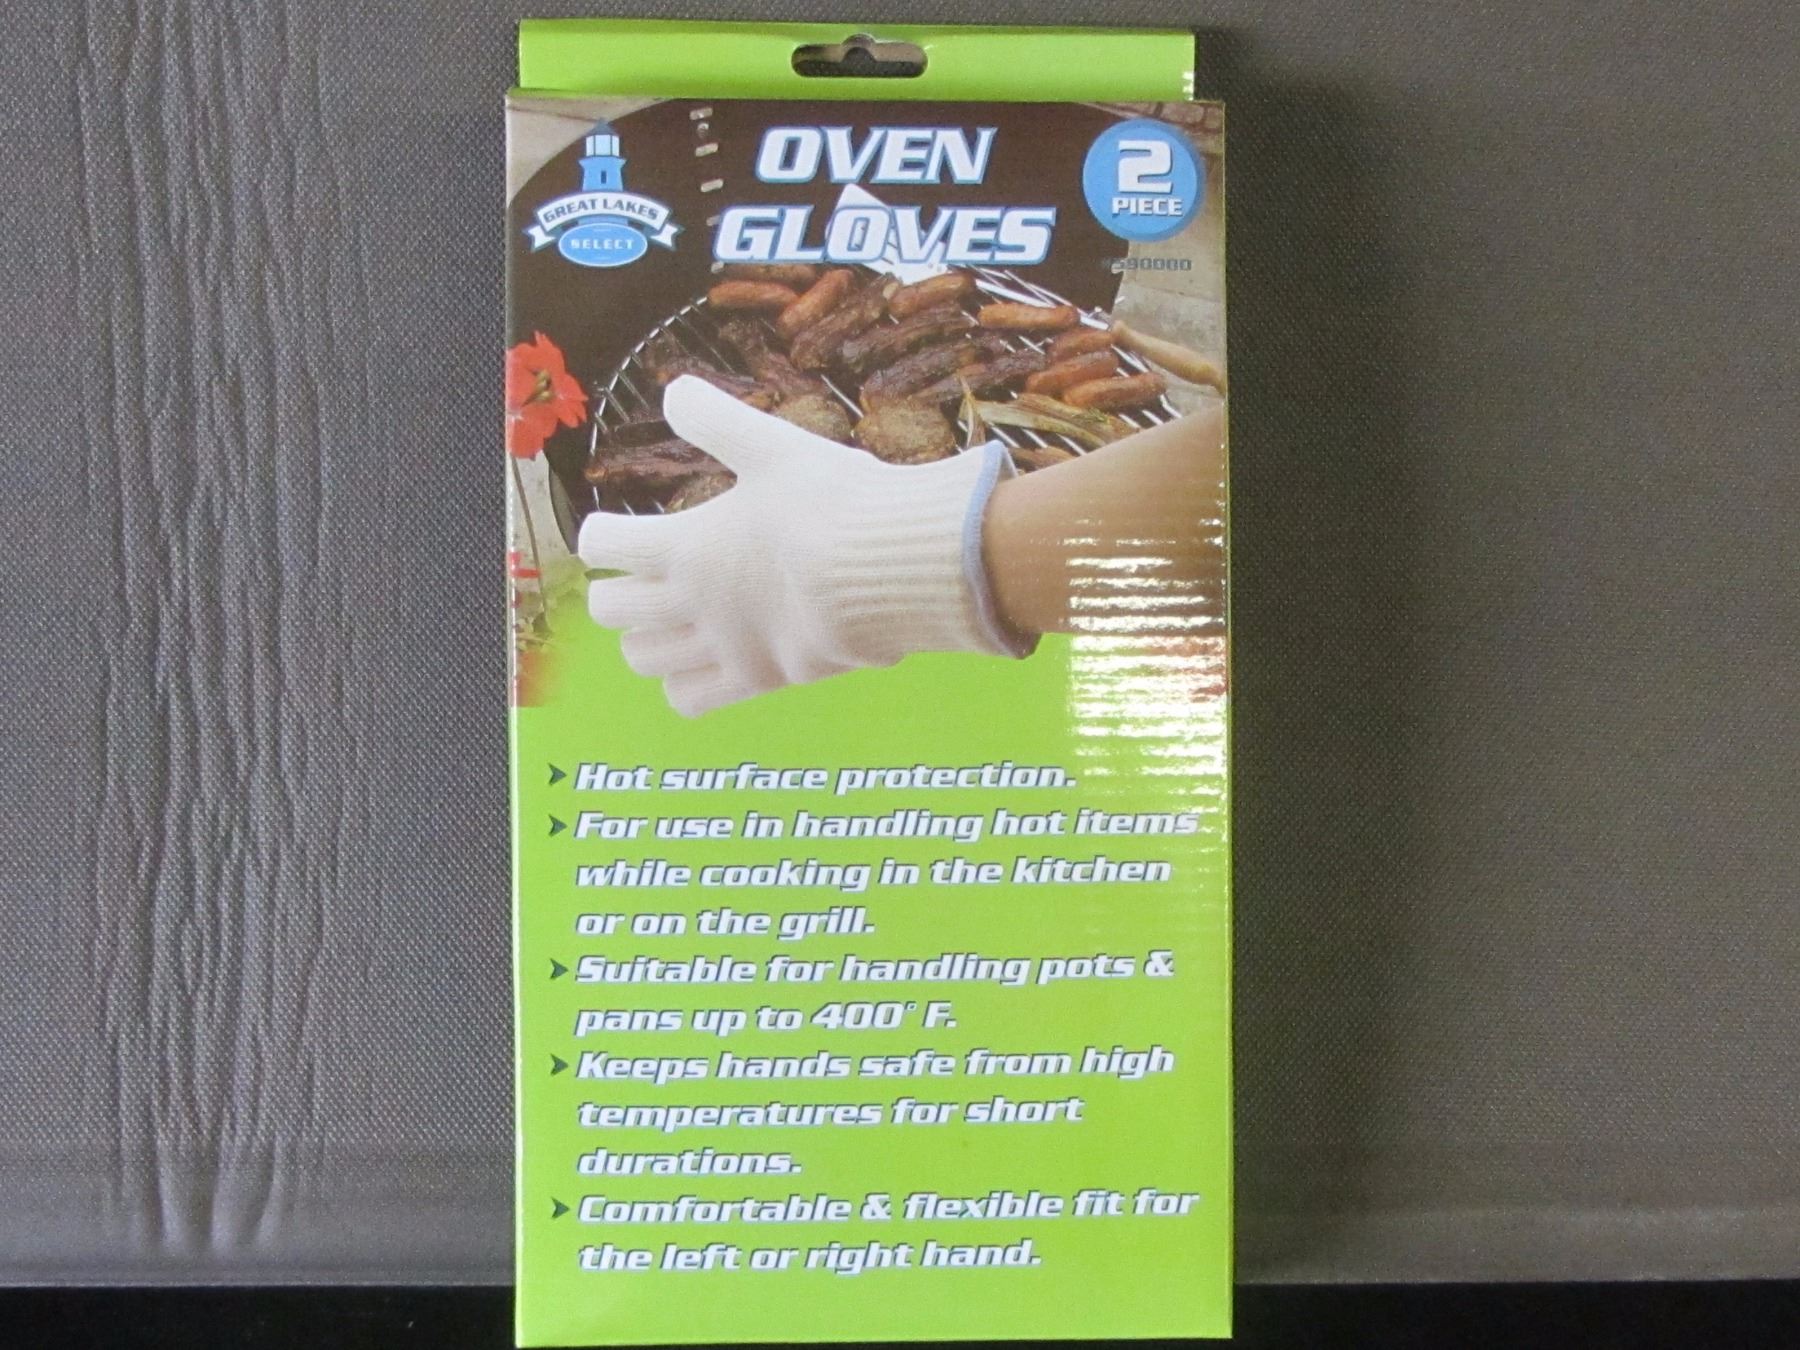 OVEN
GLOVES
2
PIECE
GREAT LAKES
SELECT
Hot surface protection.
For use in handling hot items
while cooking in the kitchen
or on the grill.
Suitable for handling pots &
pans up to 400° F.
Keeps hands safe from high
temperatures for short
durations.
Comfortable & flexible fit for
the left or right hand.